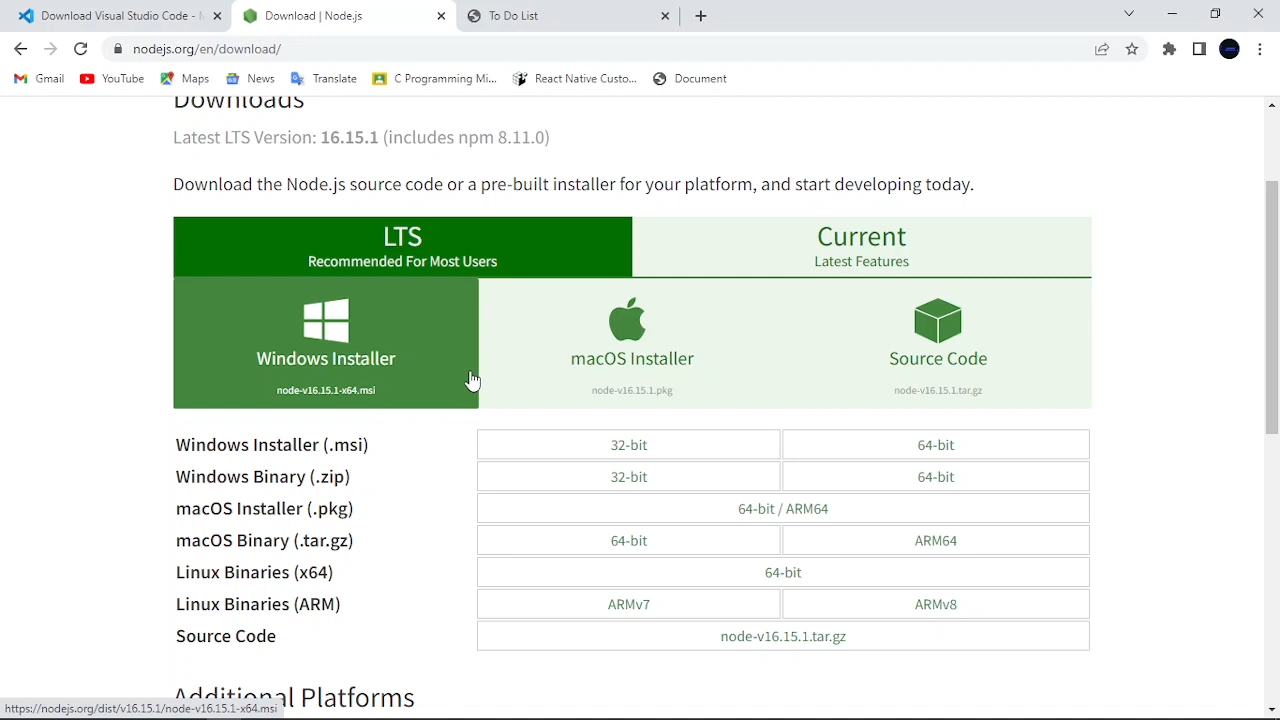 Download Visual Studio Code - M
Download | Node.js
To Do List
nodejs.org/en/download/
Gmail
YouTube
Maps
News
Translate
C Programming Mi...
React Native Custo...
Document
Downloads
Latest LTS Version: 16.15.1 (includes npm 8.11.0)
Download the Node.js source code or a pre-built installer for your platform, and start developing today.
LTS
Recommended For Most Users
Current
Latest Features
Windows Installer
node-v16.15.1-x64.msi
macOS Installer
node-v16.15.1.pkg
Source Code
node-v16.15.1.tar.gz
Windows Installer (.msi) 32-bit 64-bit
Windows Binary (.zip) 32-bit 64-bit
macOS Installer (.pkg) 64-bit / ARM64
macOS Binary (.tar.gz) 64-bit ARM64
Linux Binaries (x64) 64-bit
Linux Binaries (ARM) ARMv7 ARMv8
Source Code node-v16.15.1.tar.gz
Additional Platforms
https://nodejs.org/dist/v16.15.1/node-v16.15.1-x64.msi